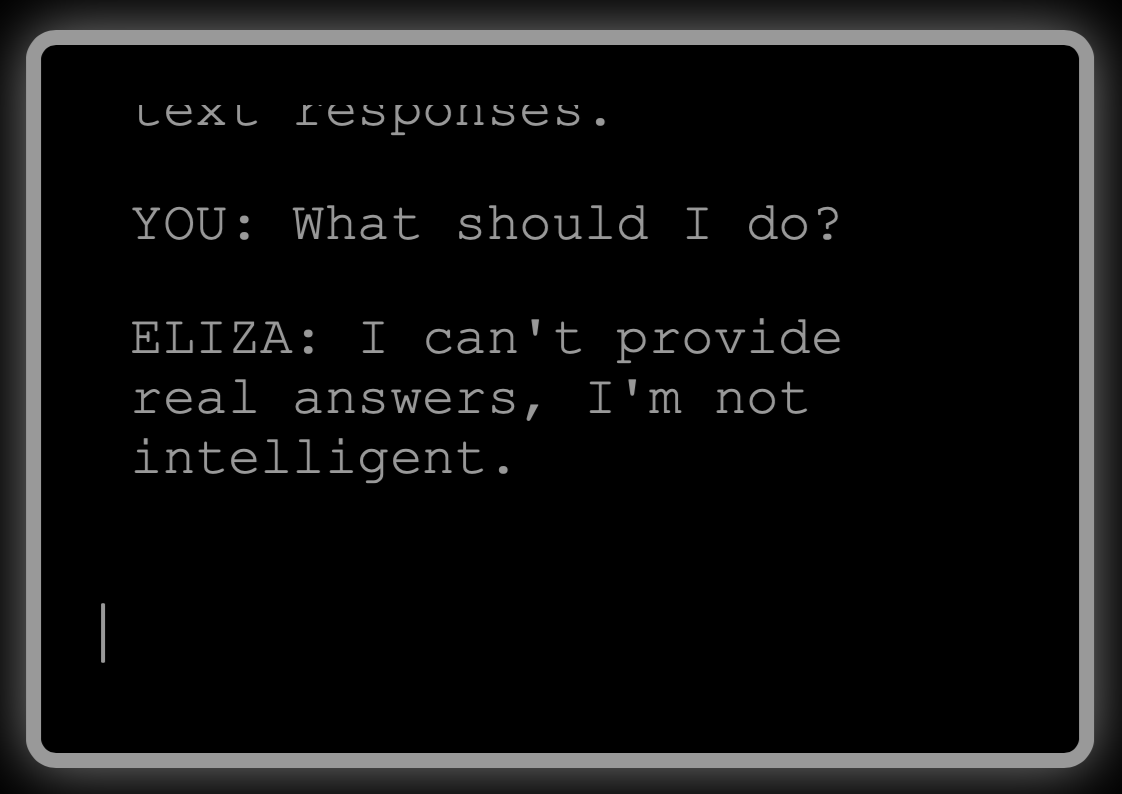 text responses.
YOU: What should I do?
ELIZA: I can't provide
real answers, I'm not
intelligent.